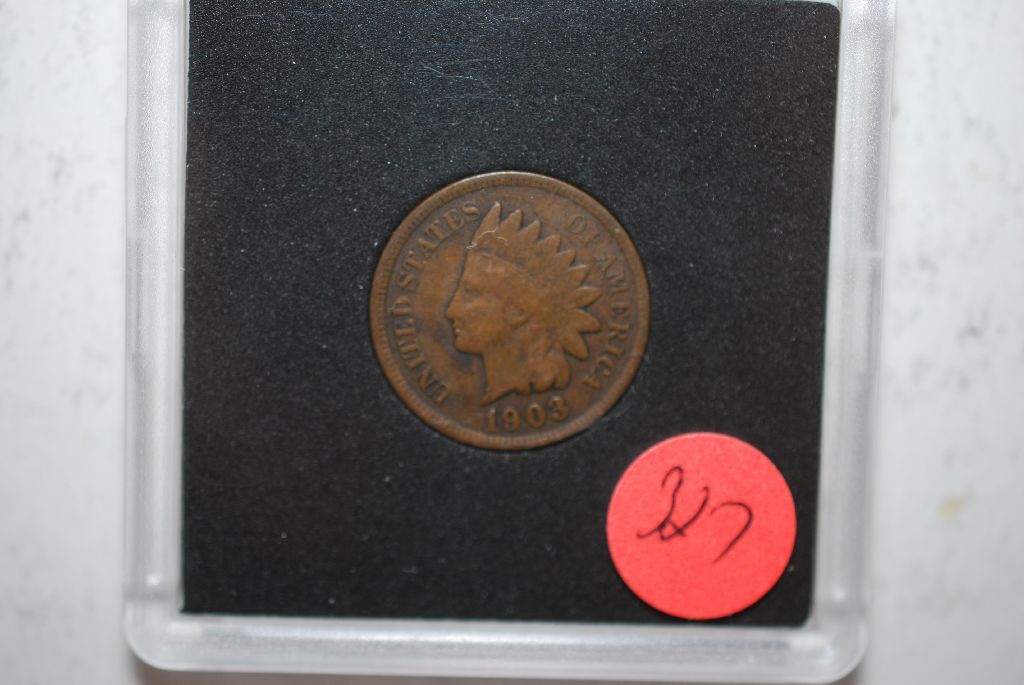 UNITED STATES OF AMERICA
1903